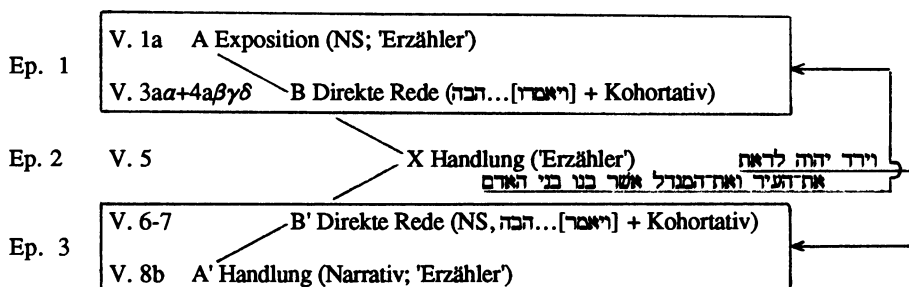 V. 1a A Exposition (NS; 'Erzähler')
Ep. 1
V. 3aα+4aβγδ B Direkte Rede (הבה...[ויאמרו] + Kohortativ)
Ep. 2 V. 5 X Handlung ('Erzähler') וירד יהוה לראת
את־העיר ואת־המגדל אשר בנו בני האדם
V. 6-7 B' Direkte Rede (NS, הבה...[ויאמר] + Kohortativ)
Ep. 3
V. 8b A' Handlung (Narrativ; 'Erzähler')